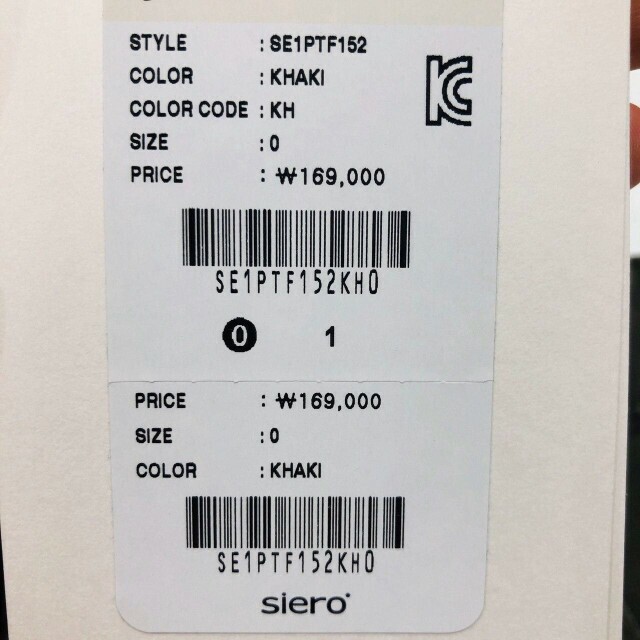 STYLE : SE1PTF152
COLOR : KHAKI
COLOR CODE : KH
SIZE : 0
PRICE : ₩169,000
SE1PTF152KH0
0 1
PRICE : ₩169,000
SIZE : 0
COLOR : KHAKI
SE1PTF152KH0
siero